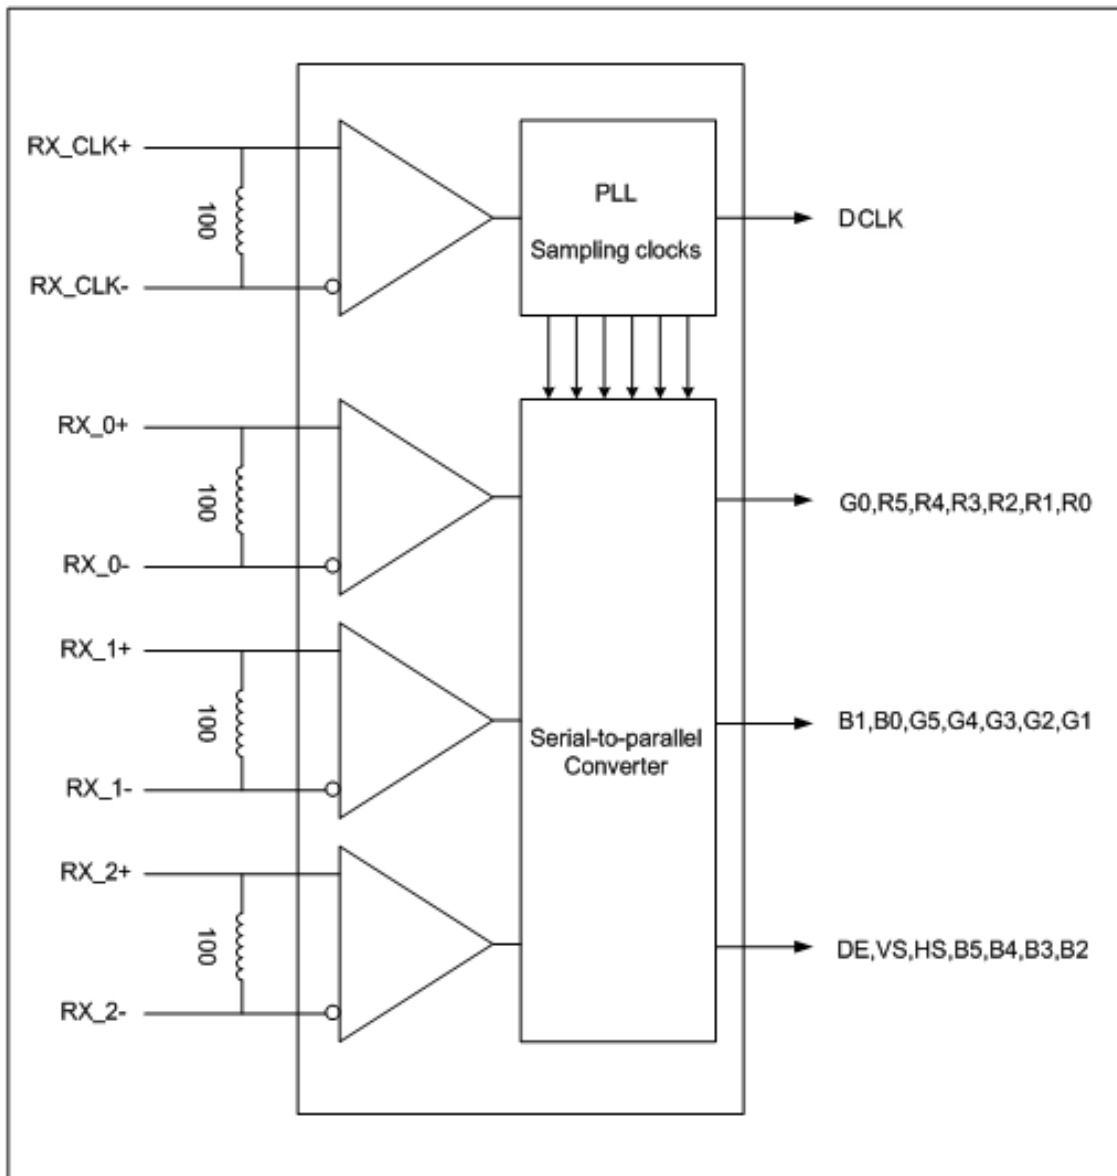 RX_CLK+
100
RX_CLK-
PLL
Sampling clocks
DCLK
RX_0+
100
RX_0-
G0,R5,R4,R3,R2,R1,R0
RX_1+
100
RX_1-
Serial-to-parallel
Converter
B1,B0,G5,G4,G3,G2,G1
RX_2+
100
RX_2-
DE,VS,HS,B5,B4,B3,B2